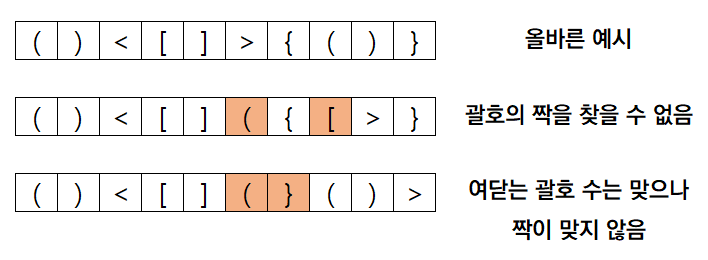 ( ) < [ ] > { ( ) } 올바른 예시
( ) < [ ] ( { [ > } 괄호의 짝을 찾을 수 없음
( ) < [ ] ( } ( ) > 여닫는 괄호 수는 맞으나
짝이 맞지 않음